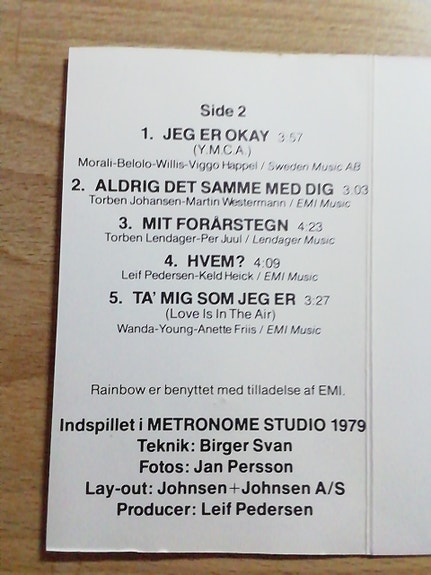 Side 2
1. JEG ER OKAY 3:57
(Y.M.C.A.)
Morali-Belolo-Willis-Viggo Happel / Sweden Music AB
2. ALDRIG DET SAMME MED DIG 3:03
Torben Johansen-Martin Westermann / EMI Music
3. MIT FORÅRSTEGN 4:23
Torben Lendager-Per Juul / Lendager Music
4. HVEM? 4:09
Leif Pedersen-Keld Heick / EMI Music
5. TA' MIG SOM JEG ER 3:27
(Love Is In The Air)
Wanda-Young-Anette Friis / EMI Music
Rainbow er benyttet med tilladelse af EMI.
Indspillet i METRONOME STUDIO 1979
Teknik: Birger Svan
Fotos: Jan Persson
Lay-out: Johnsen+Johnsen A/S
Producer: Leif Pedersen